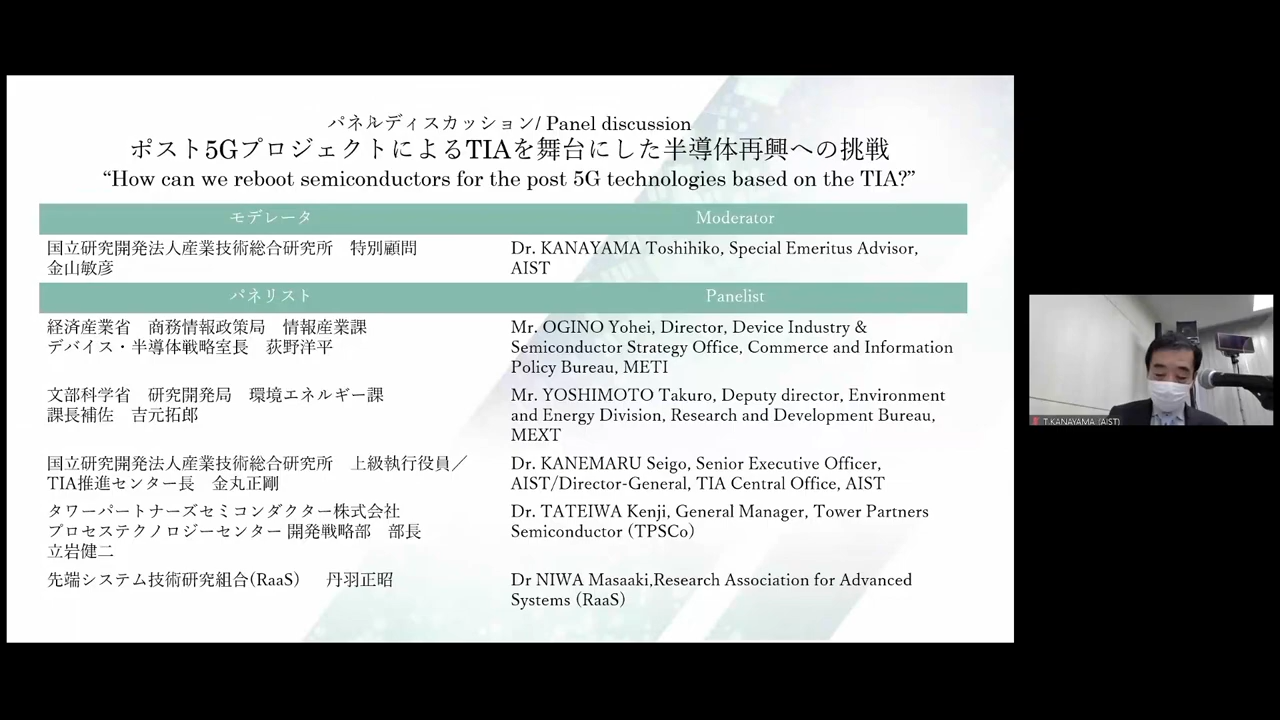 パネルディスカッション/ Panel discussion
ポスト5GプロジェクトによるTIAを舞台にした半導体再興への挑戦
“How can we reboot semiconductors for the post 5G technologies based on the TIA?”
モデレータ
Moderator
国立研究開発法人産業技術総合研究所　特別顧問
金山敏彦
Dr. KANAYAMA Toshihiko, Special Emeritus Advisor,
AIST
パネリスト
Panelist
経済産業省　商務情報政策局　情報産業課
デバイス・半導体戦略室長　荻野洋平
Mr. OGINO Yohei, Director, Device Industry &
Semiconductor Strategy Office, Commerce and Information
Policy Bureau, METI
文部科学省　研究開発局　環境エネルギー課
課長補佐　吉元拓郎
Mr. YOSHIMOTO Takuro, Deputy director, Environment
and Energy Division, Research and Development Bureau,
MEXT
国立研究開発法人産業技術総合研究所　上級執行役員／
TIA推進センター長　金丸正剛
Dr. KANEMARU Seigo, Senior Executive Officer,
AIST/Director-General, TIA Central Office, AIST
タワーパートナーズセミコンダクター株式会社
プロセステクノロジーセンター 開発戦略部　部長
立岩健二
Dr. TATEIWA Kenji, General Manager, Tower Partners
Semiconductor (TPSCo)
先端システム技術研究組合(RaaS)　丹羽正昭
Dr NIWA Masaaki,Research Association for Advanced
Systems (RaaS)
T.KANAYAMA (AIST)